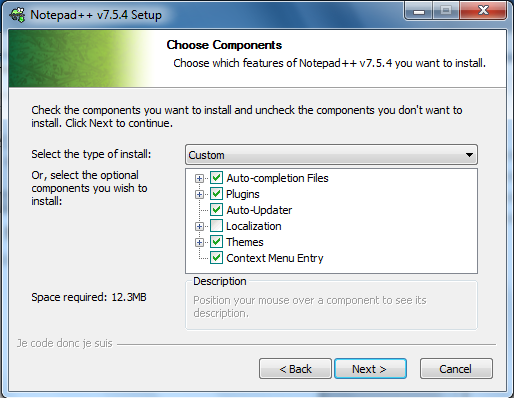 Notepad++ v7.5.4 Setup
Choose Components
Choose which features of Notepad++ v7.5.4 you want to install.
Check the components you want to install and uncheck the components you don't want to
install. Click Next to continue.
Select the type of install:
Custom
Or, select the optional
components you wish to
install:
Auto-completion Files
Plugins
Auto-Updater
Localization
Themes
Context Menu Entry
Space required: 12.3MB
Description
Position your mouse over a component to see its
description.
Je code donc je suis
< Back
Next >
Cancel